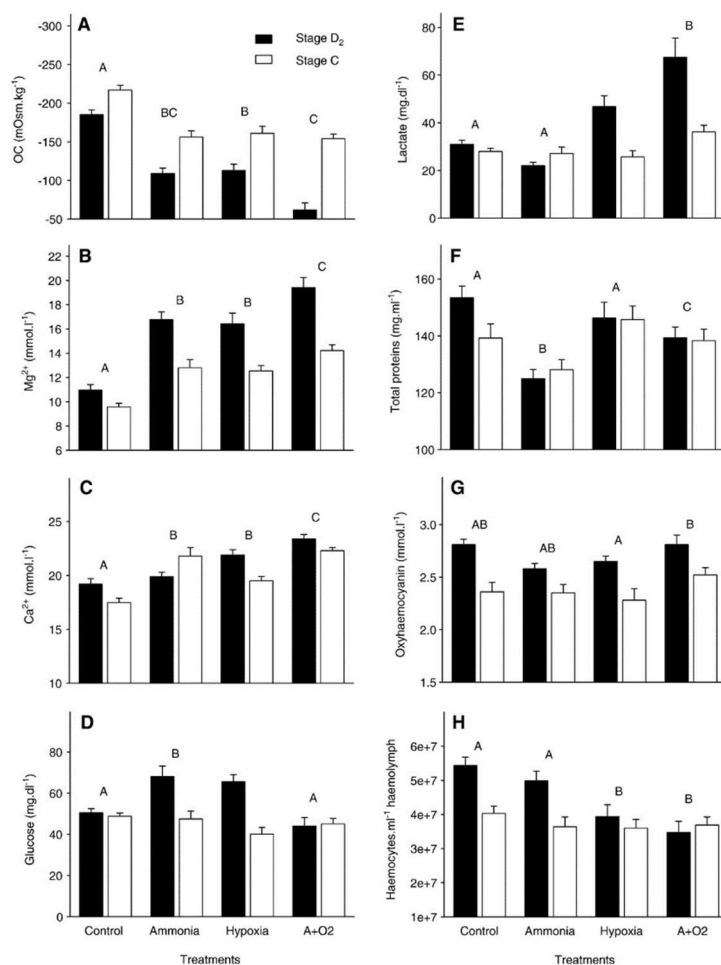 A
Stage D2
Stage C
OC (mOsm.kg-1)
-300
-250
-200
-150
-100
-50
A
BC
B
C
B
Mg2+ (mmol.l-1)
22
20
18
16
14
12
10
8
6
A
B
B
C
C
Ca2+ (mmol.l-1)
25
20
15
10
A
B
B
C
D
Glucose (mg.dl-1)
80
60
40
20
0
A
B
A
Control Ammonia Hypoxia A+O2
Treatments
E
Lactate (mg.dl-1)
80
60
40
20
0
A
A
B
F
Total proteins (mg.ml-1)
160
140
120
100
A
B
A
C
G
Oxyhaemocyanin (mmol.l-1)
3.0
2.5
2.0
1.5
AB
AB
A
B
H
Haemocytes.ml-1 haemolymph
6e+7
5e+7
4e+7
3e+7
2e+7
1e+7
A
A
B
B
Control Ammonia Hypoxia A+O2
Treatments